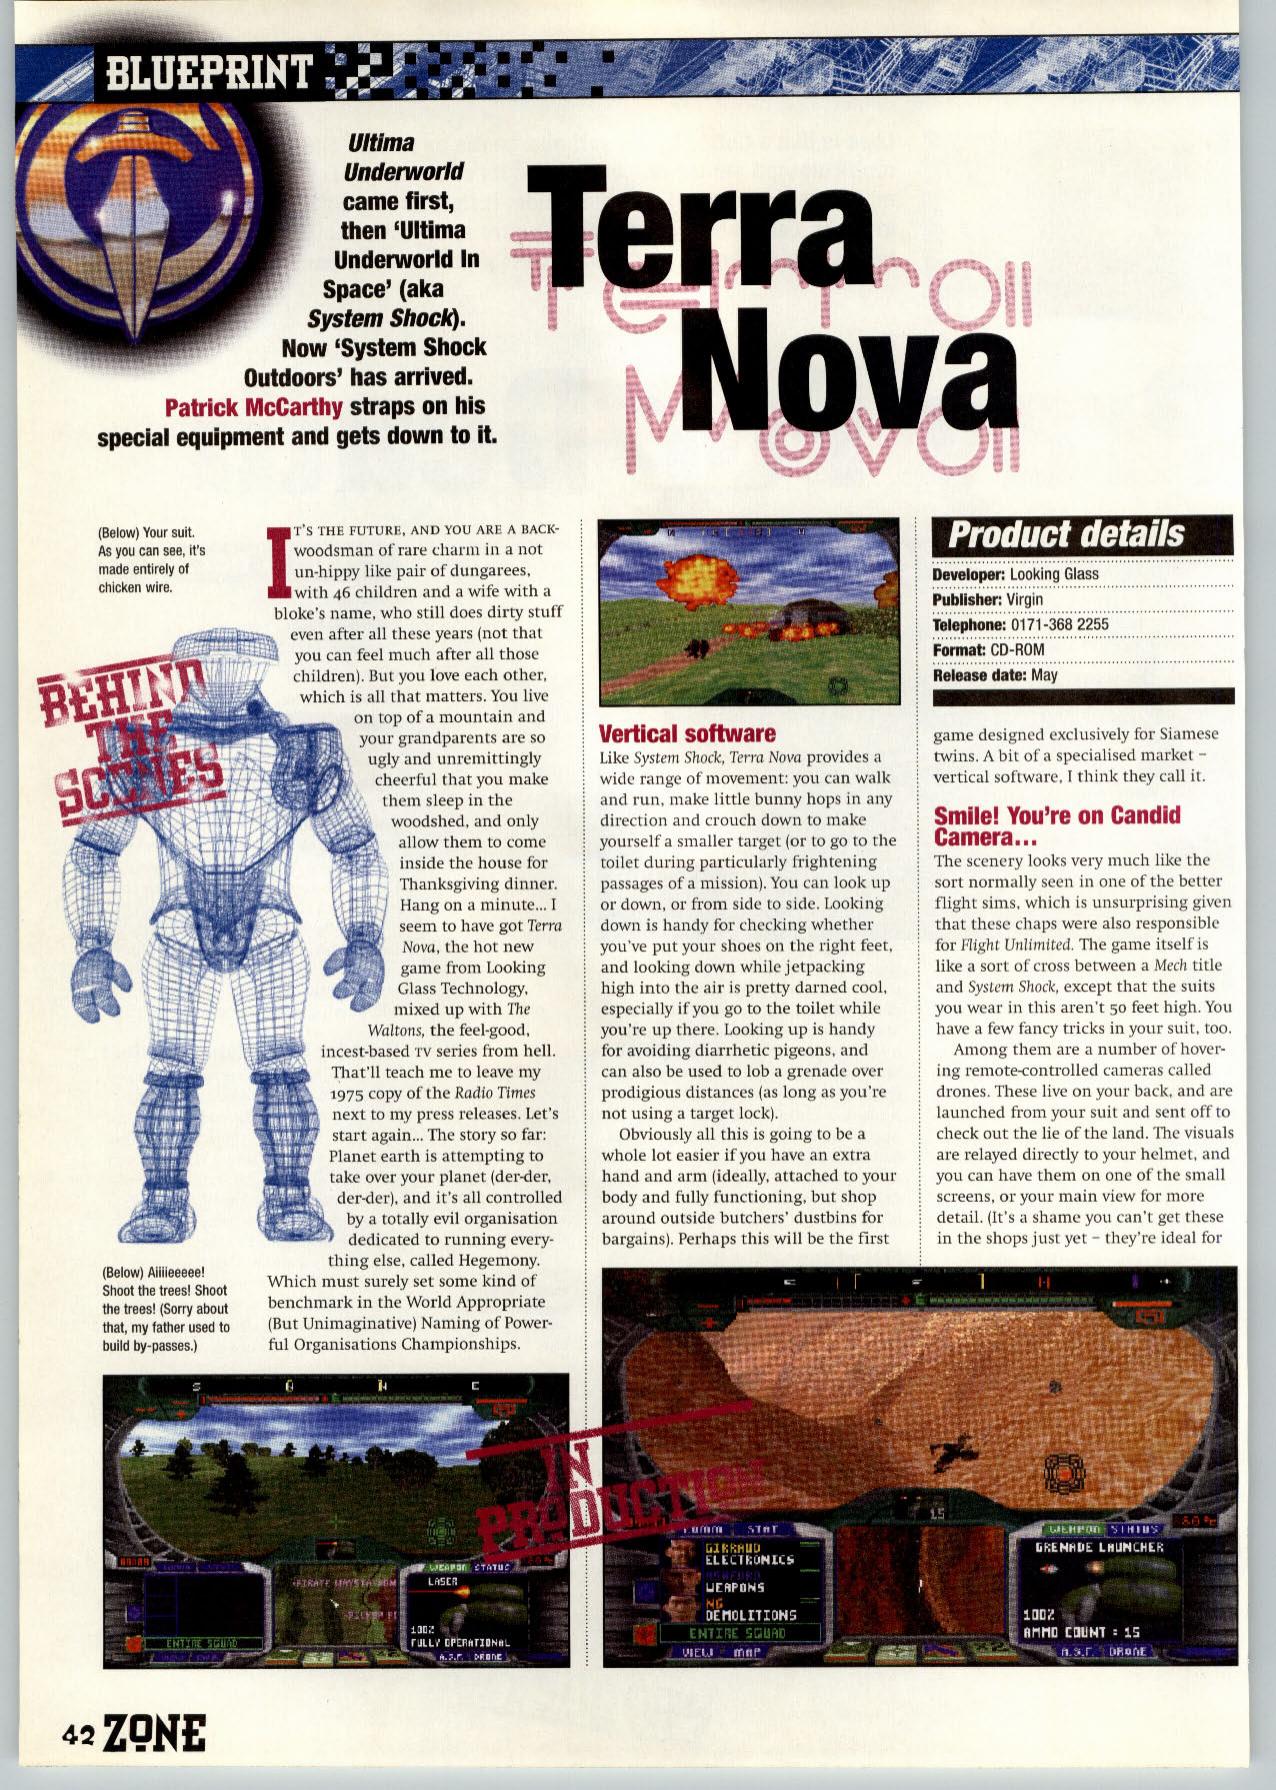 BLUEPRINT
Ultima
Underworld
came first,
then ‘Ultima
Underworld In
Space’ (aka
System Shock).
Now ‘System Shock
Outdoors’ has arrived.
Patrick McCarthy straps on his
special equipment and gets down to it.
Terra
Nova
(Below) Your suit.
As you can see, it's
made entirely of
chicken wire.
BEHIND
THE
SCENES
IT'S THE FUTURE, AND YOU ARE A BACK-
woodsman of rare charm in a not
un-hippy like pair of dungarees,
with 46 children and a wife with a
bloke's name, who still does dirty stuff
even after all these years (not that
you can feel much after all those
children). But you love each other,
which is all that matters. You live
on top of a mountain and
your grandparents are so
ugly and unremittingly
cheerful that you make
them sleep in the
woodshed, and only
allow them to come
inside the house for
Thanksgiving dinner.
Hang on a minute... I
seem to have got Terra
Nova, the hot new
game from Looking
Glass Technology,
mixed up with The
Waltons, the feel-good,
incest-based TV series from hell.
That'll teach me to leave my
1975 copy of the Radio Times
next to my press releases. Let's
start again... The story so far:
Planet earth is attempting to
take over your planet (der-der,
der-der), and it's all controlled
by a totally evil organisation
dedicated to running every-
thing else, called Hegemony.
Which must surely set some kind of
benchmark in the World Appropriate
(But Unimaginative) Naming of Power-
ful Organisations Championships.
(Below) Aiiiieeeee!
Shoot the trees! Shoot
the trees! (Sorry about
that, my father used to
build by-passes.)
Vertical software
Like System Shock, Terra Nova provides a
wide range of movement: you can walk
and run, make little bunny hops in any
direction and crouch down to make
yourself a smaller target (or to go to the
toilet during particularly frightening
passages of a mission). You can look up
or down, or from side to side. Looking
down is handy for checking whether
you've put your shoes on the right feet,
and looking down while jetpacking
high into the air is pretty darned cool,
especially if you go to the toilet while
you're up there. Looking up is handy
for avoiding diarrhetic pigeons, and
can also be used to lob a grenade over
prodigious distances (as long as you're
not using a target lock).
Obviously all this is going to be a
whole lot easier if you have an extra
hand and arm (ideally, attached to your
body and fully functioning, but shop
around outside butchers' dustbins for
bargains). Perhaps this will be the first
Product details
Developer: Looking Glass
Publisher: Virgin
Telephone: 0171-368 2255
Format: CD-ROM
Release date: May
game designed exclusively for Siamese
twins. A bit of a specialised market –
vertical software, I think they call it.
Smile! You're on Candid
Camera...
The scenery looks very much like the
sort normally seen in one of the better
flight sims, which is unsurprising given
that these chaps were also responsible
for Flight Unlimited. The game itself is
like a sort of cross between a Mech title
and System Shock, except that the suits
you wear in this aren't 50 feet high. You
have a few fancy tricks in your suit, too.
Among them are a number of hover-
ing remote-controlled cameras called
drones. These live on your back, and are
launched from your suit and sent off to
check out the lie of the land. The visuals
are relayed directly to your helmet, and
you can have them on one of the small
screens, or your main view for more
detail. (It's a shame you can't get these
in the shops just yet – they're ideal for
IN
PRODUCTION
WEAPON STATUS
LASER
100%
FULLY OPERATIONAL
A.S.F. DRONE
ENTIRE SQUAD
15
COMM STAT
GIRRAUD
ELECTRONICS
WEAPONS
NG
DEMOLITIONS
ENTIRE SQUAD
VIEW MAP
WEAPON STATUS
GRENADE LAUNCHER
100%
AMMO COUNT = 15
A.S.F. DRONE
42 ZONE